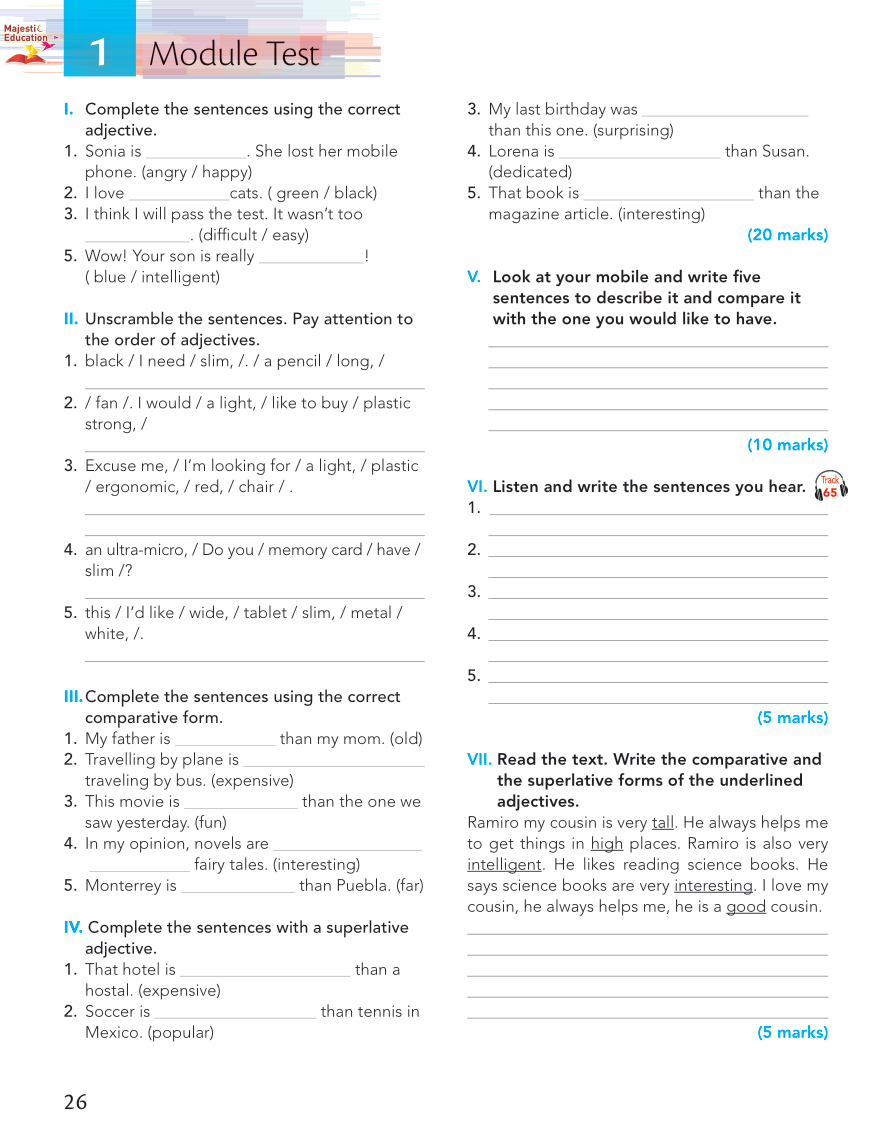 Majesti
Education
1 Module Test
I. Complete the sentences using the correct
adjective.
1. Sonia is ____________. She lost her mobile
phone. (angry / happy)
2. I love ____________cats. ( green / black)
3. I think I will pass the test. It wasn't too
____________. (difficult / easy)
5. Wow! Your son is really ____________!
( blue / intelligent)
II. Unscramble the sentences. Pay attention to
the order of adjectives.
1. black / I need / slim, /. / a pencil / long, /
2. / fan /. I would / a light, / like to buy / plastic
strong, /
3. Excuse me, / I'm looking for / a light, / plastic
/ ergonomic, / red, / chair / .
4. an ultra-micro, / Do you / memory card / have /
slim /?
5. this / I'd like / wide, / tablet / slim, / metal /
white, /.
III. Complete the sentences using the correct
comparative form.
1. My father is ____________ than my mom. (old)
2. Travelling by plane is ____________
traveling by bus. (expensive)
3. This movie is ____________ than the one we
saw yesterday. (fun)
4. In my opinion, novels are ____________
____________ fairy tales. (interesting)
5. Monterrey is ____________ than Puebla. (far)
IV. Complete the sentences with a superlative
adjective.
1. That hotel is ____________ than a
hostal. (expensive)
2. Soccer is ____________ than tennis in
Mexico. (popular)
3. My last birthday was ____________
than this one. (surprising)
4. Lorena is ____________ than Susan.
(dedicated)
5. That book is ____________ than the
magazine article. (interesting)
(20 marks)
V. Look at your mobile and write five
sentences to describe it and compare it
with the one you would like to have.
(10 marks)
VI. Listen and write the sentences you hear.
Track
65
1.
2.
3.
4.
5.
(5 marks)
VII. Read the text. Write the comparative and
the superlative forms of the underlined
adjectives.
Ramiro my cousin is very tall. He always helps me
to get things in high places. Ramiro is also very
intelligent. He likes reading science books. He
says science books are very interesting. I love my
cousin, he always helps me, he is a good cousin.
(5 marks)
26